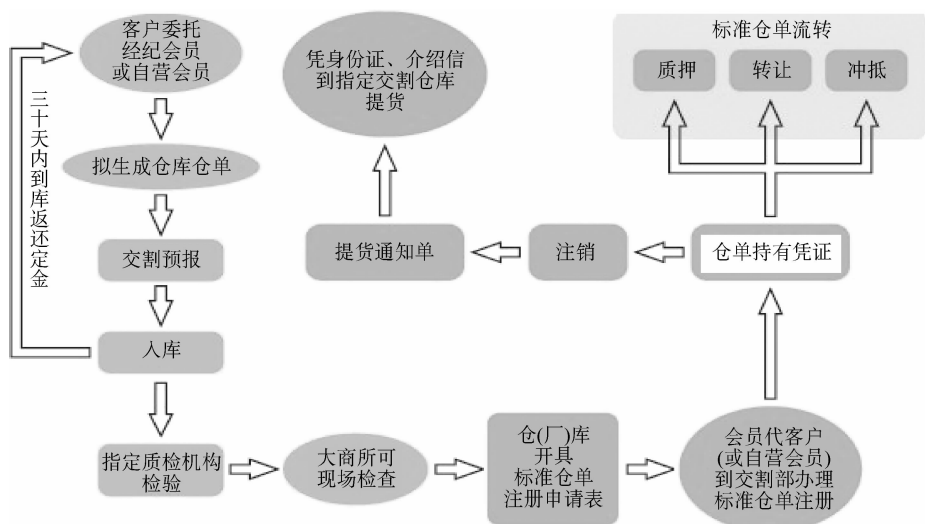 客户委托
经纪会员
或自营会员
三十天内到库返还定金
拟生成仓库仓单
交割预报
入库
指定质检机构
检验
大商所可
现场检查
仓(厂)库
开具
标准仓单
注册申请表
会员代客户
(或自营会员)
到交割部办理
标准仓单注册
仓单持有凭证
标准仓单流转
质押
转让
冲抵
注销
提货通知单
凭身份证、介绍信
到指定交割仓库
提货